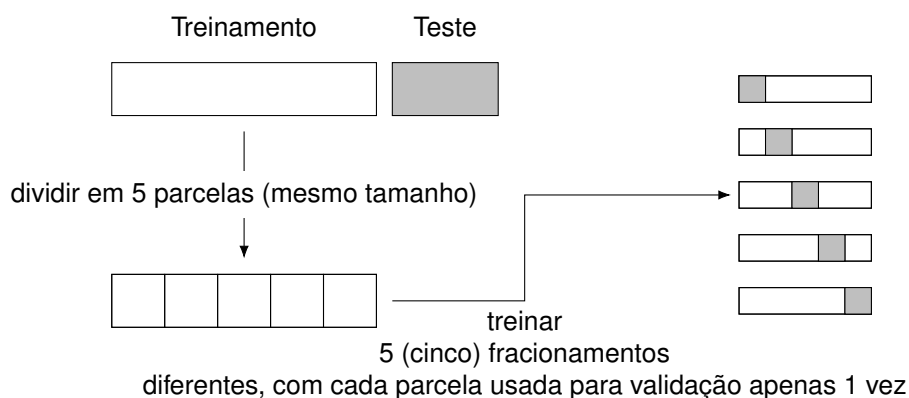 Treinamento
Teste
dividir em 5 parcelas (mesmo tamanho)
treinar
5 (cinco) fracionamentos
diferentes, com cada parcela usada para validação apenas 1 vez